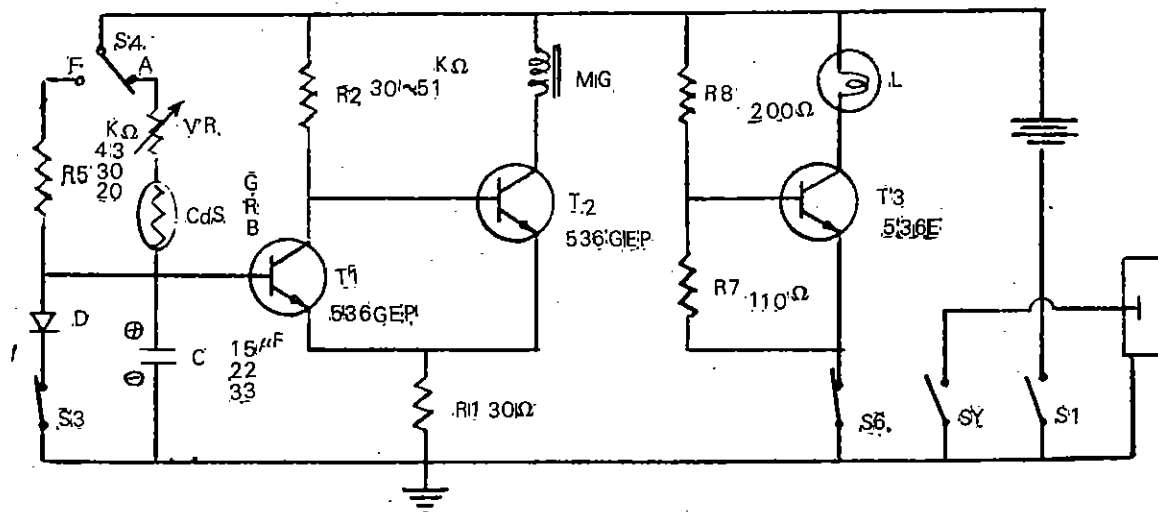 S4.
F
A
KΩ
VR.
43
R5 30
20
CdS
G
R
B
R2 30~51 KΩ
MG
R8
200Ω
L
T1
536GEP
T2
536GEP
T3
536E
R7 110Ω
D
⊕
C 15μF
22
33
⊖
S3
R1 30Ω
S6.
SY
S1